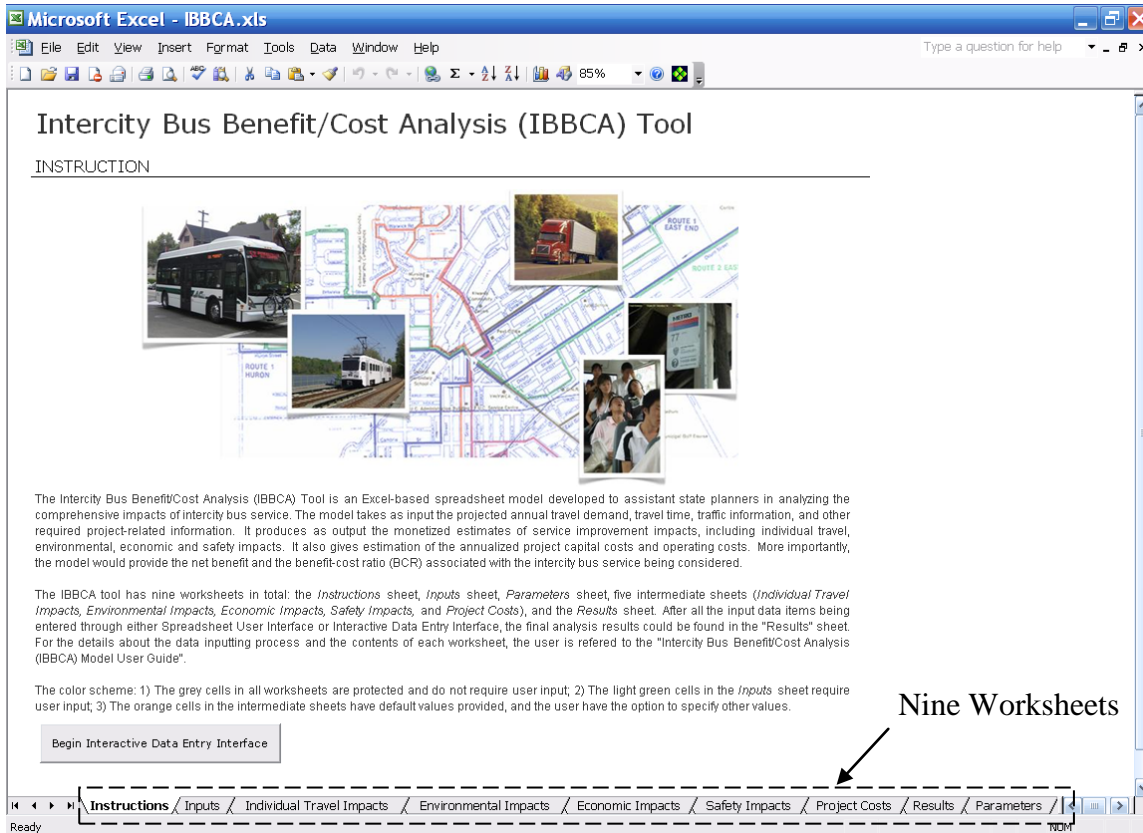 Microsoft Excel - IBBCA.xls
File Edit View Insert Format Tools Data Window Help Type a question for help
85%
Intercity Bus Benefit/Cost Analysis (IBBCA) Tool
INSTRUCTION
ROUTE 1
EAST END
ROUTE 2 EAS
METRO
77
ROUTE 1
HURON
The Intercity Bus Benefit/Cost Analysis (IBBCA) Tool is an Excel-based spreadsheet model developed to assistant state planners in analyzing the
comprehensive impacts of intercity bus service. The model takes as input the projected annual travel demand, travel time, traffic information, and other
required project-related information. It produces as output the monetized estimates of service improvement impacts, including individual travel,
environmental, economic and safety impacts. It also gives estimation of the annualized project capital costs and operating costs. More importantly,
the model would provide the net benefit and the benefit-cost ratio (BCR) associated with the intercity bus service being considered.
The IBBCA tool has nine worksheets in total: the Instructions sheet, Inputs sheet, Parameters sheet, five intermediate sheets (Individual Travel
Impacts, Environmental Impacts, Economic Impacts, Safety Impacts, and Project Costs), and the Results sheet. After all the input data items being
entered through either Spreadsheet User Interface or Interactive Data Entry Interface, the final analysis results could be found in the "Results" sheet.
For the details about the data inputting process and the contents of each worksheet, the user is refered to the "Intercity Bus Benefit/Cost Analysis
(IBBCA) Model User Guide".
The color scheme: 1) The grey cells in all worksheets are protected and do not require user input; 2) The light green cells in the Inputs sheet require
user input; 3) The orange cells in the intermediate sheets have default values provided, and the user have the option to specify other values.
Nine Worksheets
Begin Interactive Data Entry Interface
Instructions Inputs Individual Travel Impacts Environmental Impacts Economic Impacts Safety Impacts Project Costs Results Parameters
Ready NUM